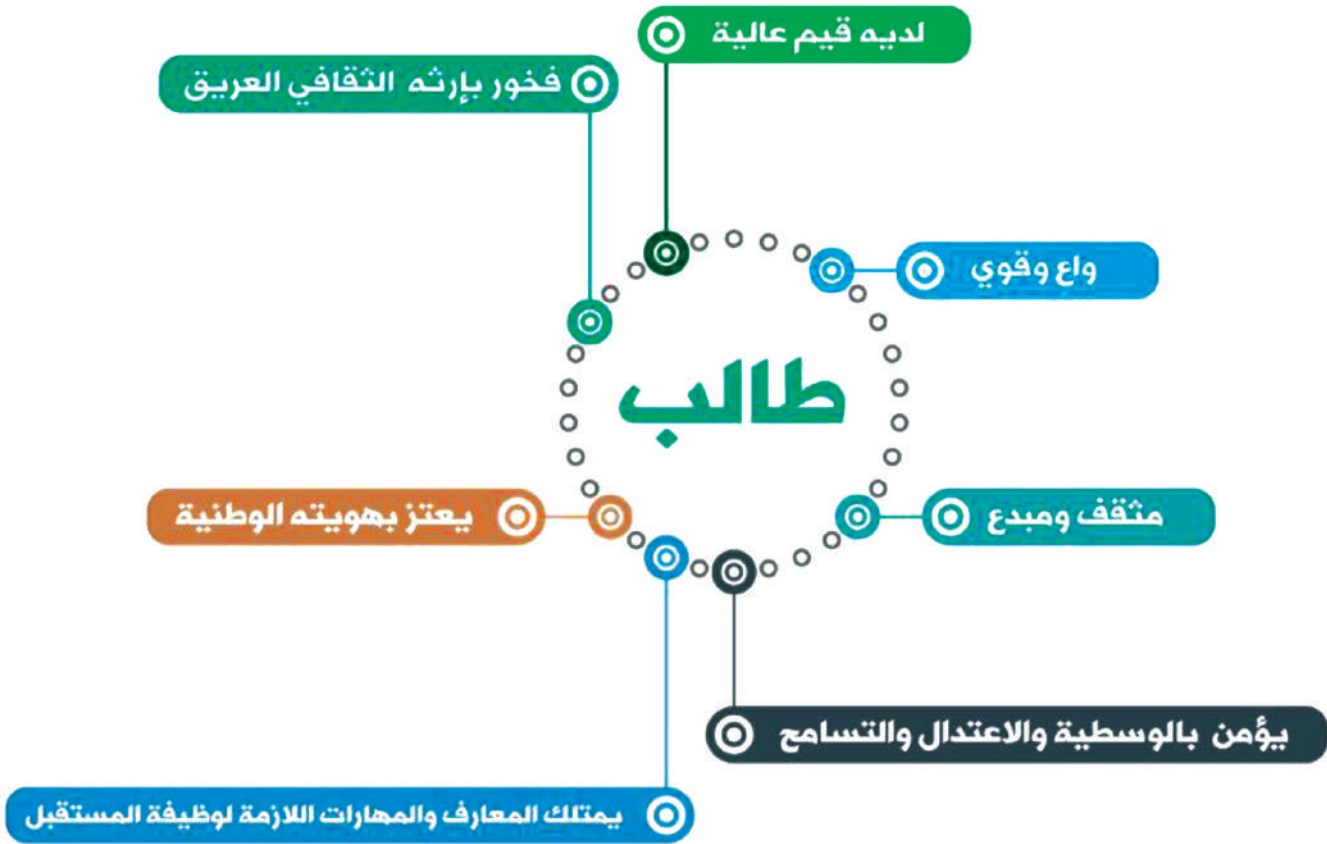 لديه قيم عالية
فخور بإرثه الثقافي العريق
واع وقوي
طالب
يعتز بهويته الوطنية
مثقف ومبدع
يؤمن بالوسطية والاعتدال والتسامح
يمتلك المعارف والمهارات اللازمة لوظيفة المستقبل